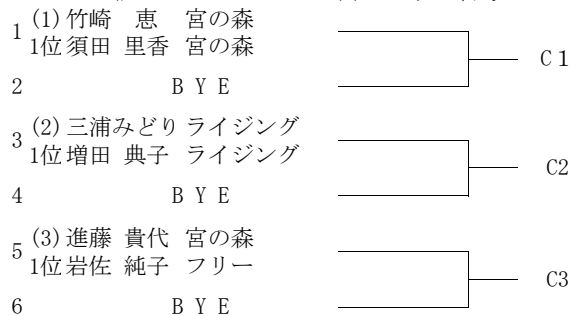 1 (1) 竹崎 恵 宮の森
1位 須田 里香 宮の森
C 1
2 B Y E
3 (2) 三浦みどり ライジング
1位 増田 典子 ライジング
C2
4 B Y E
5 (3) 進藤 貴代 宮の森
1位 岩佐 純子 フリー
C3
6 B Y E